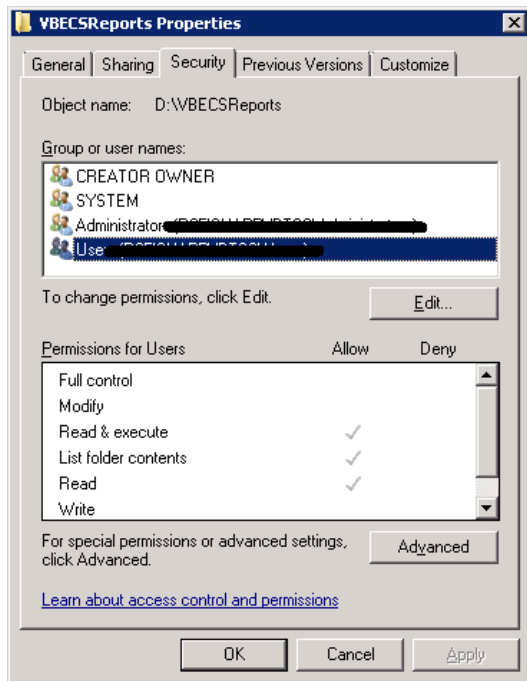 VBECSReports Properties
General Sharing Security Previous Versions Customize
Object name: D:\VBECSReports
Group or user names:
CREATOR OWNER
SYSTEM
Administrator
User
To change permissions, click Edit.
Edit...
Permissions for Users Allow Deny
Full control
Modify
Read & execute
List folder contents
Read
Write
For special permissions or advanced settings, click Advanced.
Advanced
Learn about access control and permissions
OK Cancel Apply